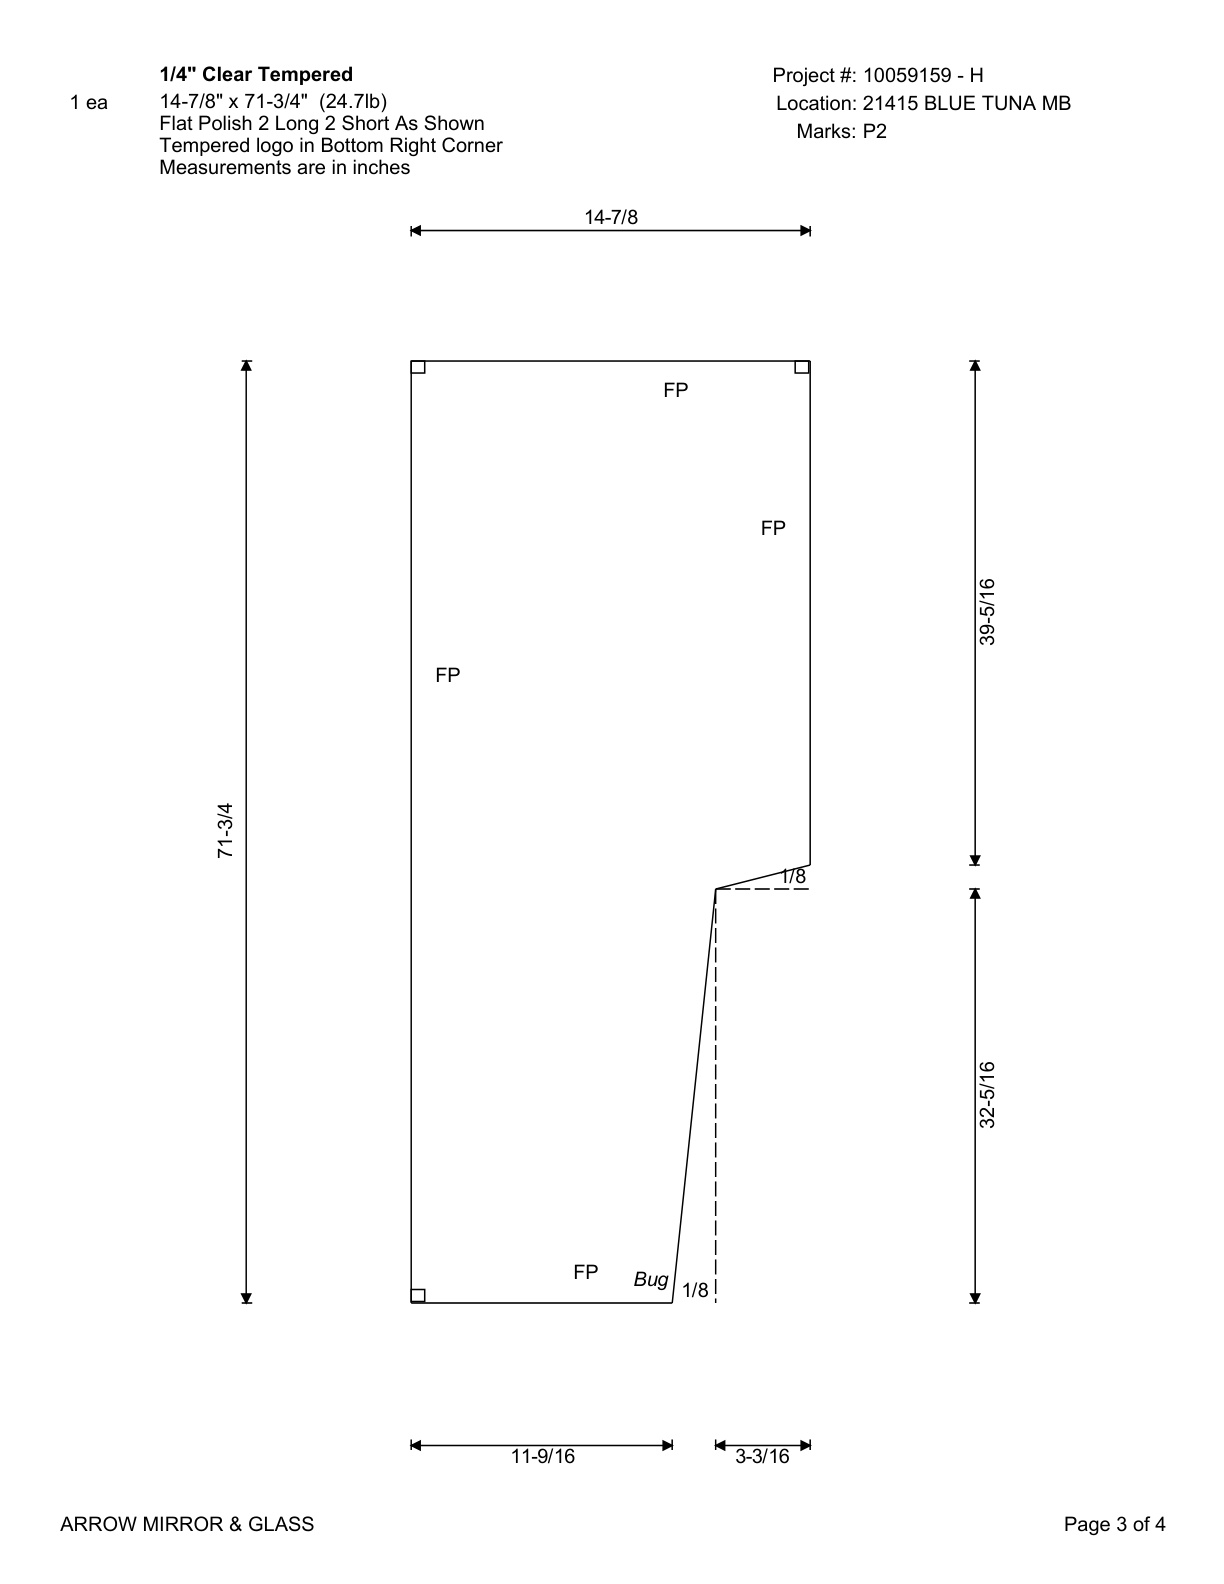 1/4" Clear Tempered
1 ea
14-7/8" x 71-3/4" (24.7lb)
Flat Polish 2 Long 2 Short As Shown
Tempered logo in Bottom Right Corner
Measurements are in inches
Project #: 10059159 - H
Location: 21415 BLUE TUNA MB
Marks: P2
14-7/8
FP
FP
39-5/16
FP
71-3/4
1/8
32-5/16
FP
Bug
1/8
11-9/16
3-3/16
ARROW MIRROR & GLASS
Page 3 of 4